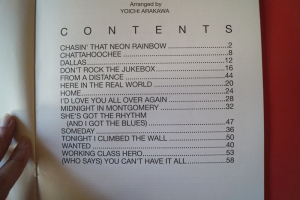 Arranged by
YOICHI ARAKAWA
CONTENTS
CHASIN' THAT NEON RAINBOW 2
CHATTAHOOCHEE 8
DALLAS 12
DON'T ROCK THE JUKEBOX 16
FROM A DISTANCE 44
HERE IN THE REAL WORLD 20
HOME 24
I'D LOVE YOU ALL OVER AGAIN 28
MIDNIGHT IN MONTGOMERY 32
SHE'S GOT THE RHYTHM
(AND I GOT THE BLUES) 47
SOMEDAY 36
TONIGHT I CLIMBED THE WALL 50
WANTED 40
WORKING CLASS HERO 53
(WHO SAYS) YOU CAN'T HAVE IT ALL 58